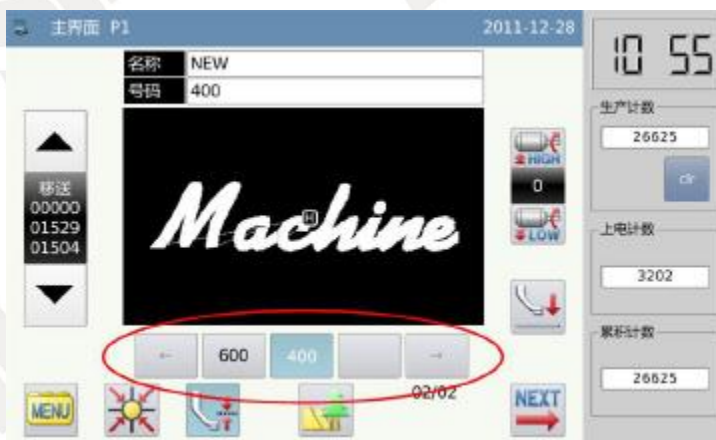 主界面 P1
2011-12-28
10 55
名称 NEW
号码 400
移送
00000
01529
01504
Machine
H
HIGH
0
LOW
生产计数
26625
clr
上电计数
3202
累积计数
26625
← 600 400 →
02/02
MENU
NEXT